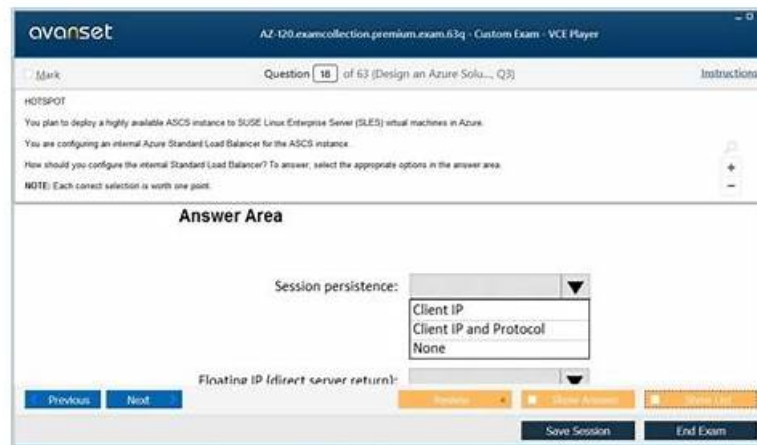 avanset
AZ-120.examcollection.premium.exam.63q - Custom Exam - VCE Player
Mark
Question 18 of 63 (Design an Azure Solu..., Q3)
Instructions
HOTSPOT
You plan to deploy a highly available ASCS instance to SUSE Linux Enterprise Server (SLES) virtual machines in Azure.
You are configuring an internal Azure Standard Load Balancer for the ASCS instance.
How should you configure the internal Standard Load Balancer? To answer, select the appropriate options in the answer area.
NOTE: Each correct selection is worth one point.
Answer Area
Session persistence:
Client IP
Client IP and Protocol
None
Floating IP (direct server return):
Previous
Next
Review
Show Answer
Show List
Save Session
End Exam